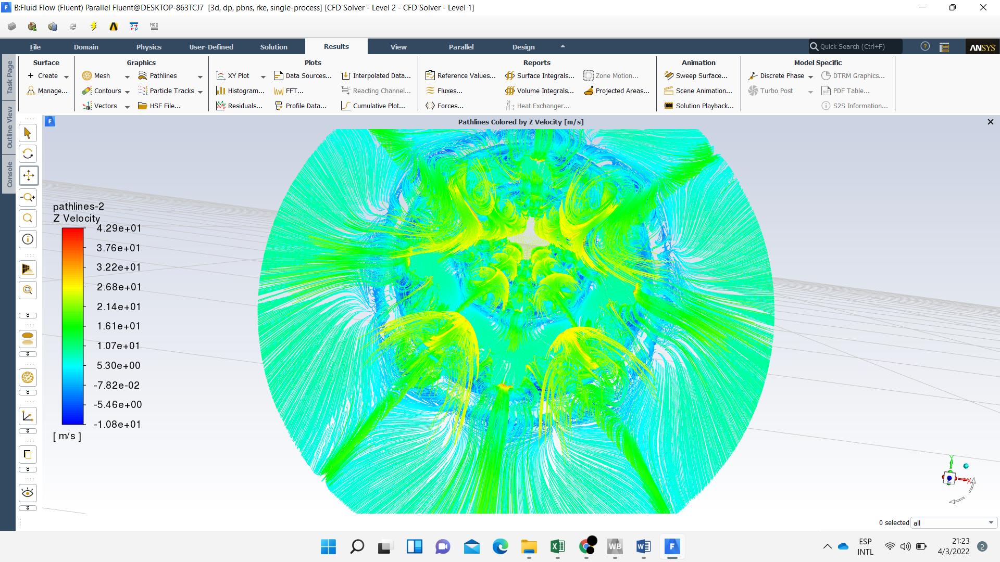 B:Fluid Flow (Fluent) Parallel Fluent@DESKTOP-863TCJ7 [3d, dp, pbns, rke, single-process] [CFD Solver - Level 2 - CFD Solver - Level 1]
File Domain Physics User-Defined Solution Results View Parallel Design Quick Search (Ctrl+F) ANSYS
Surface Graphics Plots Reports Animation Model Specific
Create Mesh Pathlines XY Plot Data Sources... Interpolated Data... Reference Values... Surface Integrals... Zone Motion... Sweep Surface... Discrete Phase DTRM Graphics...
Manage... Contours Particle Tracks Histogram... FFT... Reacting Channel... Fluxes... Volume Integrals... Projected Areas... Scene Animation... Turbo Post PDF Table...
Vectors HSF File... Residuals... Profile Data... Cumulative Plot... Forces... Heat Exchanger... Solution Playback... S2S Information...
Task Page
Outline View
Console
Pathlines Colored by Z Velocity [m/s]
pathlines-2
Z Velocity
4.29e+01
3.76e+01
3.22e+01
2.68e+01
2.14e+01
1.61e+01
1.07e+01
5.30e+00
-7.82e-02
-5.46e+00
-1.08e+01
[ m/s ]
Y
Z X
0 selected all
WB
ESP
INTL
21:23
4/3/2022
2